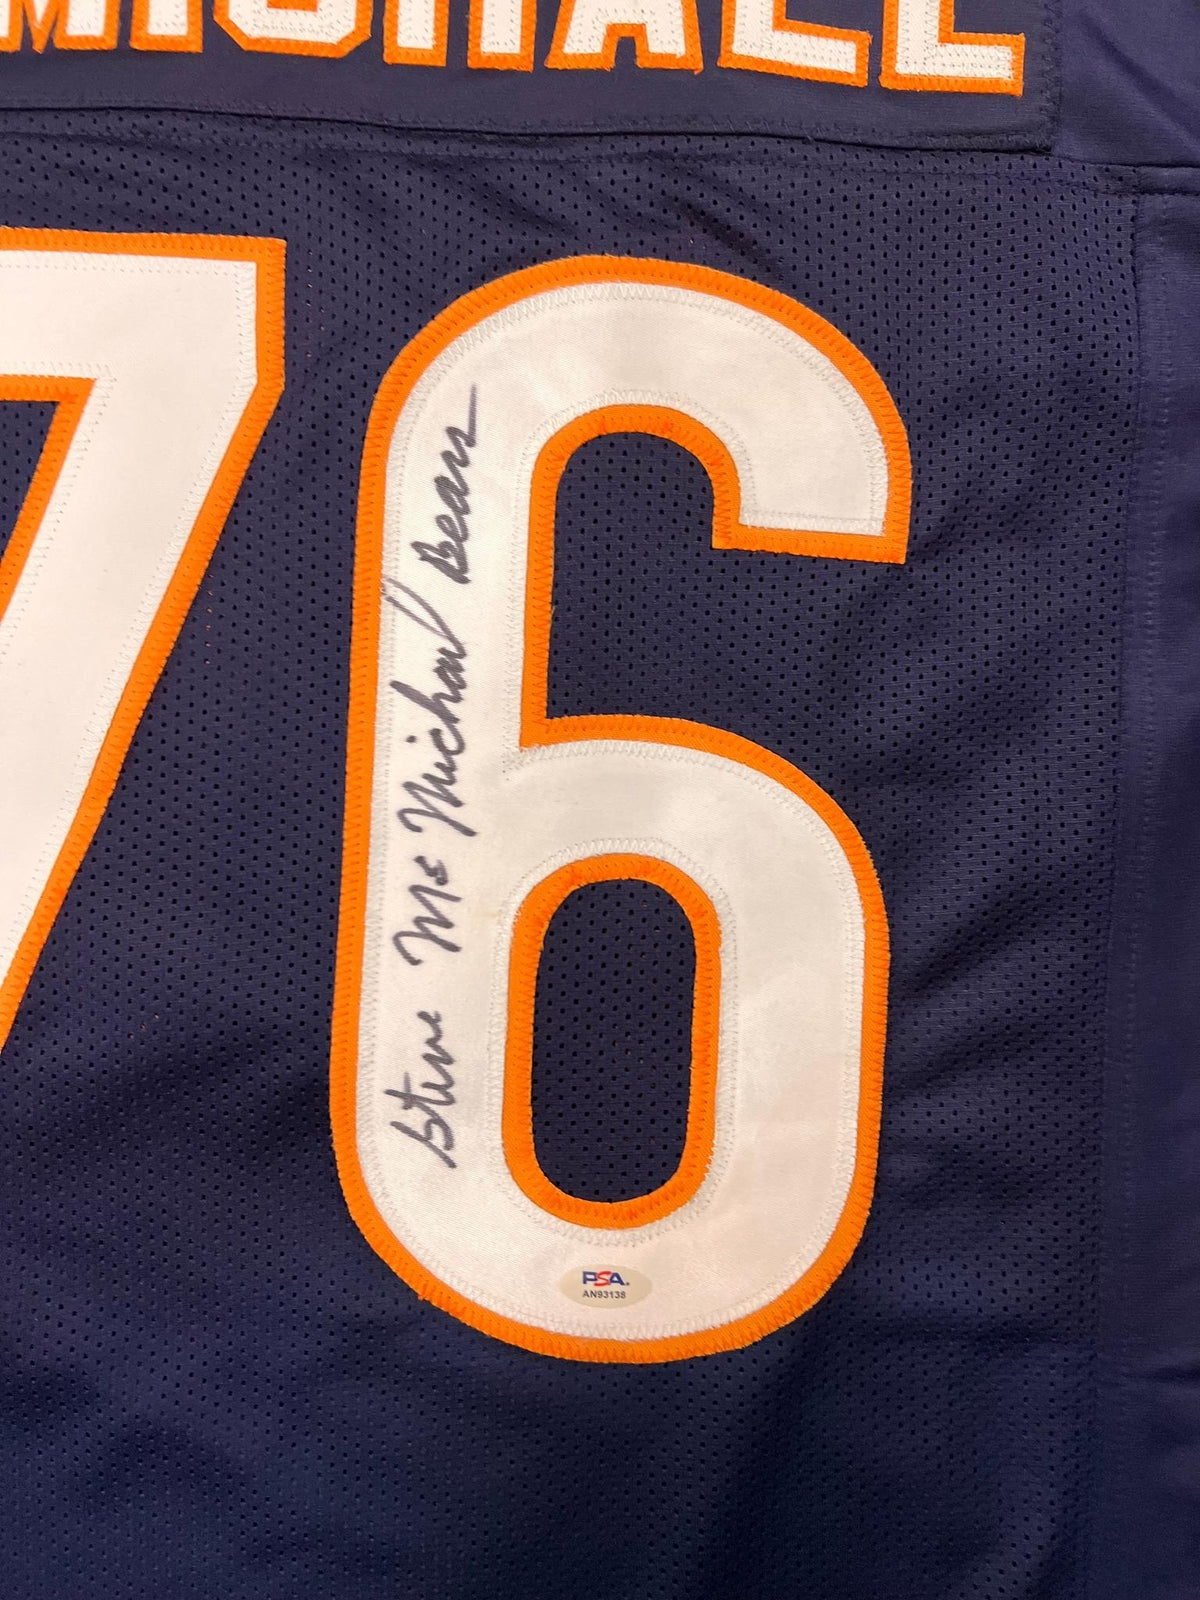 MICHAEL
76
Steve McMichael Bears
PSA.
AN93138